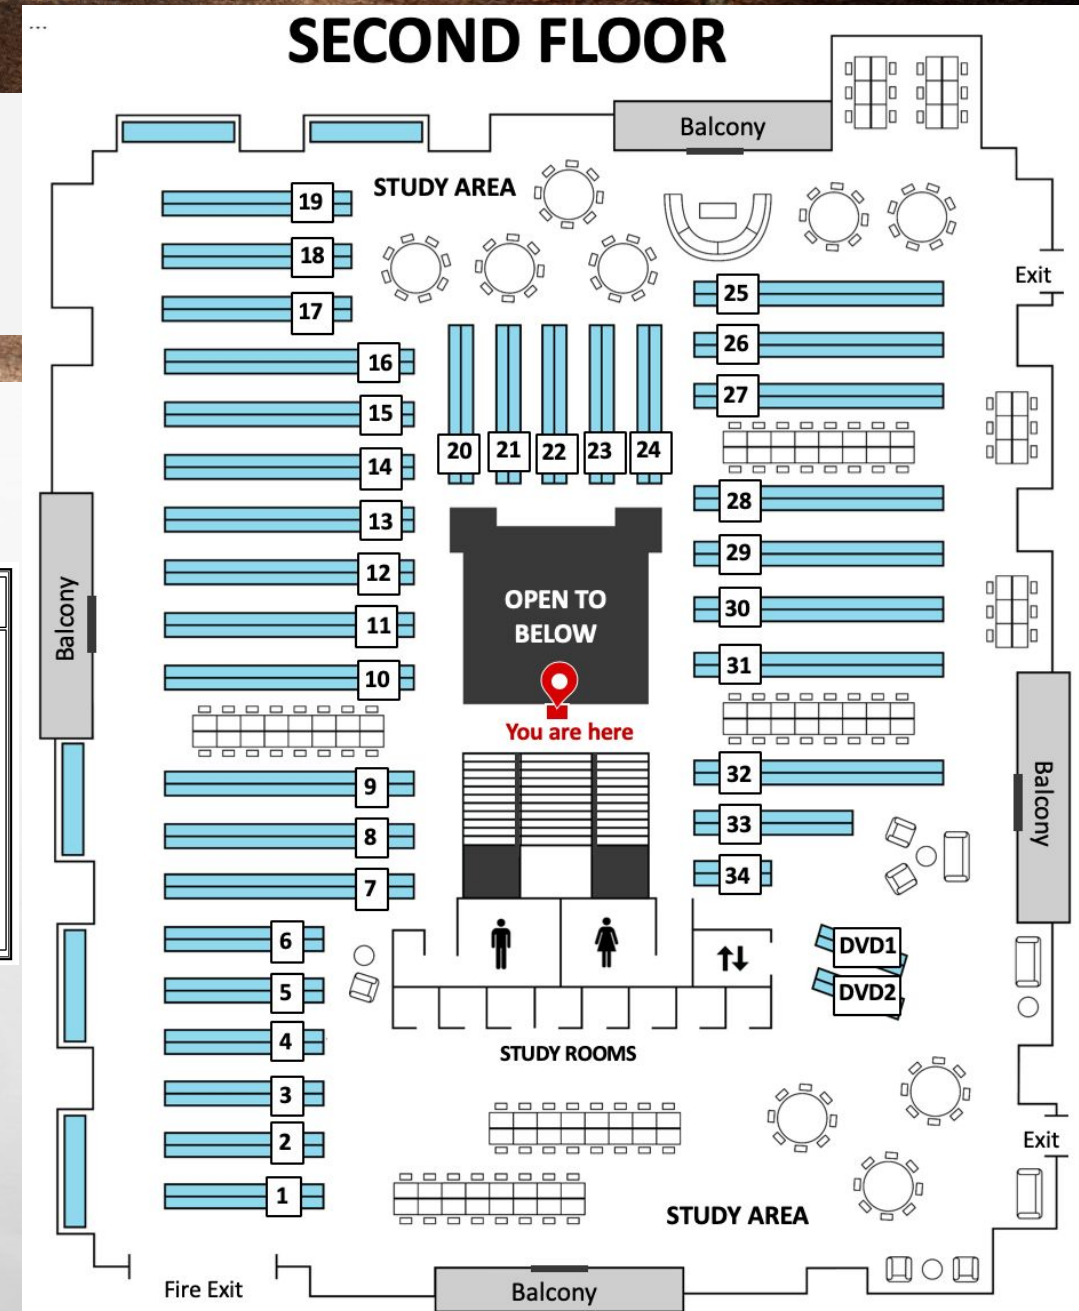 ...
SECOND FLOOR
Balcony
STUDY AREA
19
18
17
16
15
14
13
12
11
10
9
8
7
6
5
4
3
2
1
20 21 22 23 24
25
26
27
28
29
30
31
32
33
34
Exit
OPEN TO
BELOW
You are here
Balcony
Balcony
DVD1
DVD2
STUDY ROOMS
Exit
STUDY AREA
Fire Exit
Balcony